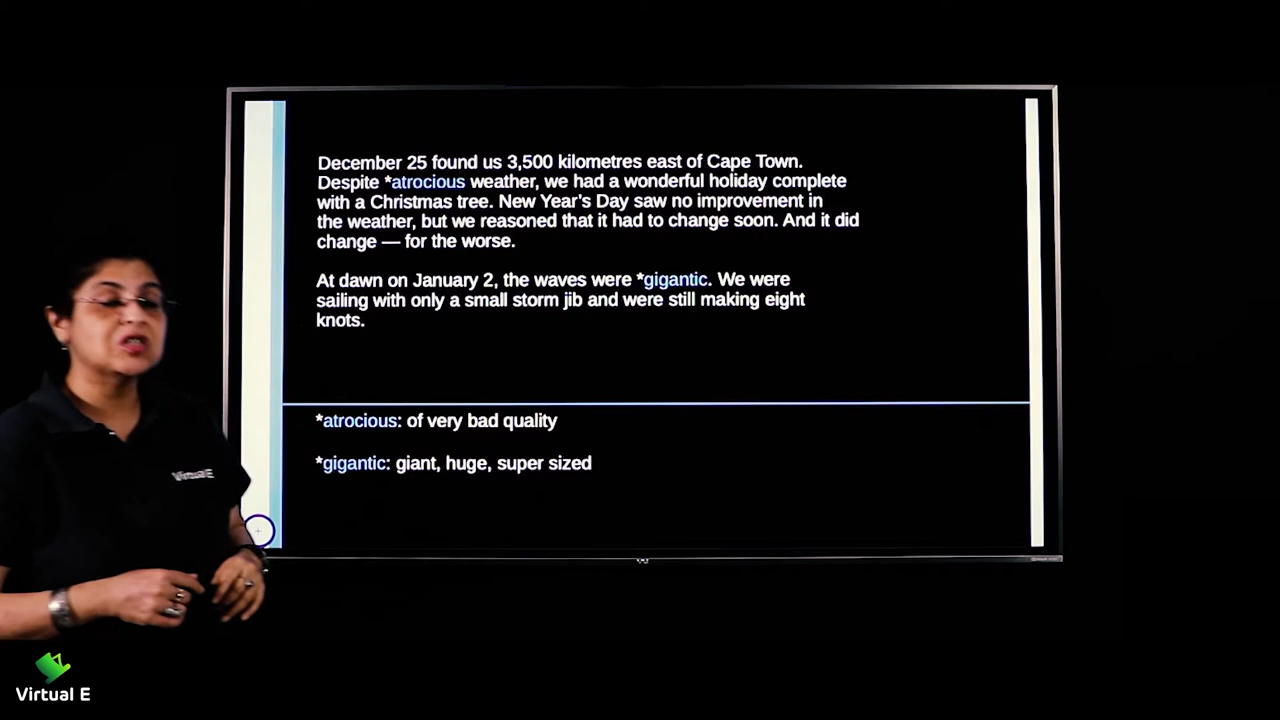 December 25 found us 3,500 kilometres east of Cape Town.
Despite *atrocious weather, we had a wonderful holiday complete
with a Christmas tree. New Year's Day saw no improvement in
the weather, but we reasoned that it had to change soon. And it did
change — for the worse.
At dawn on January 2, the waves were *gigantic. We were
sailing with only a small storm jib and were still making eight
knots.
*atrocious: of very bad quality
*gigantic: giant, huge, super sized
Virtual E
Virtual E